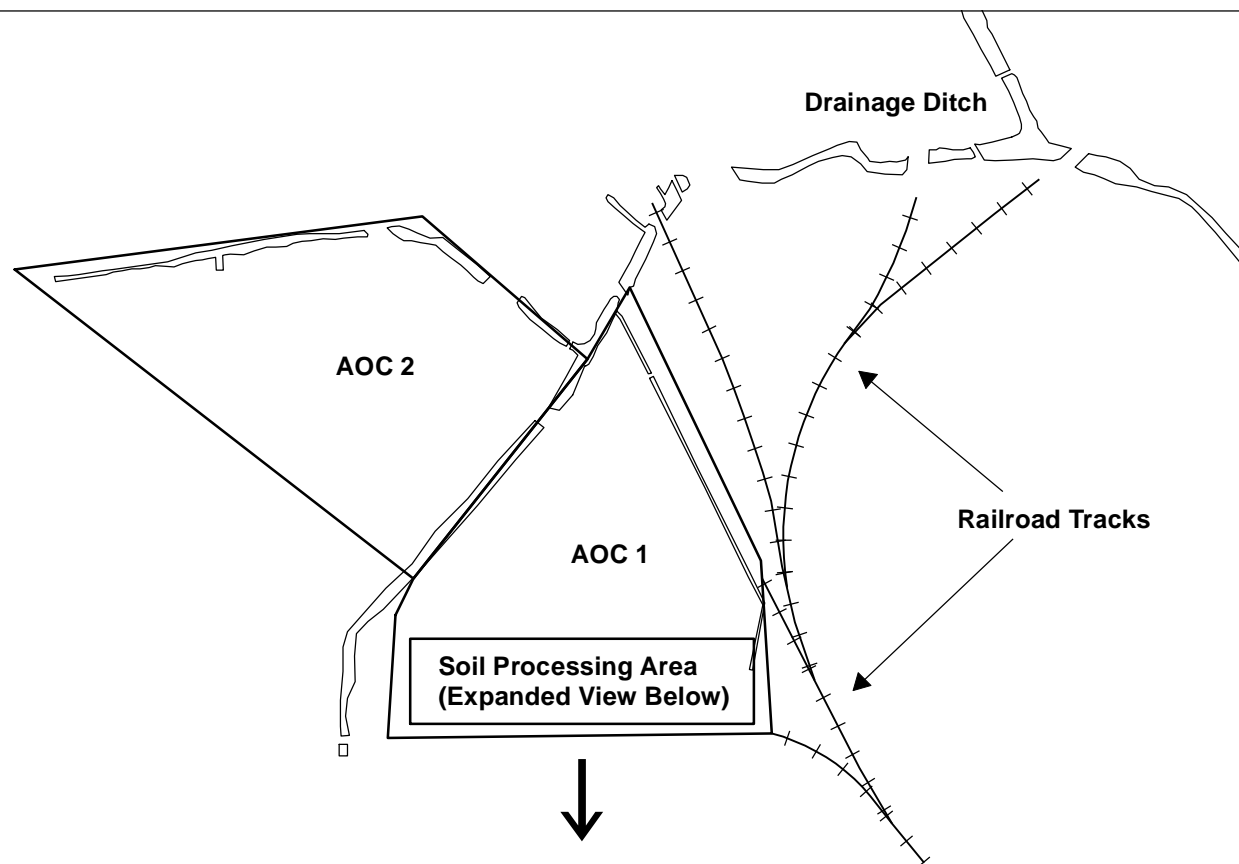 Drainage Ditch
AOC 2
AOC 1
Railroad Tracks
Soil Processing Area
(Expanded View Below)